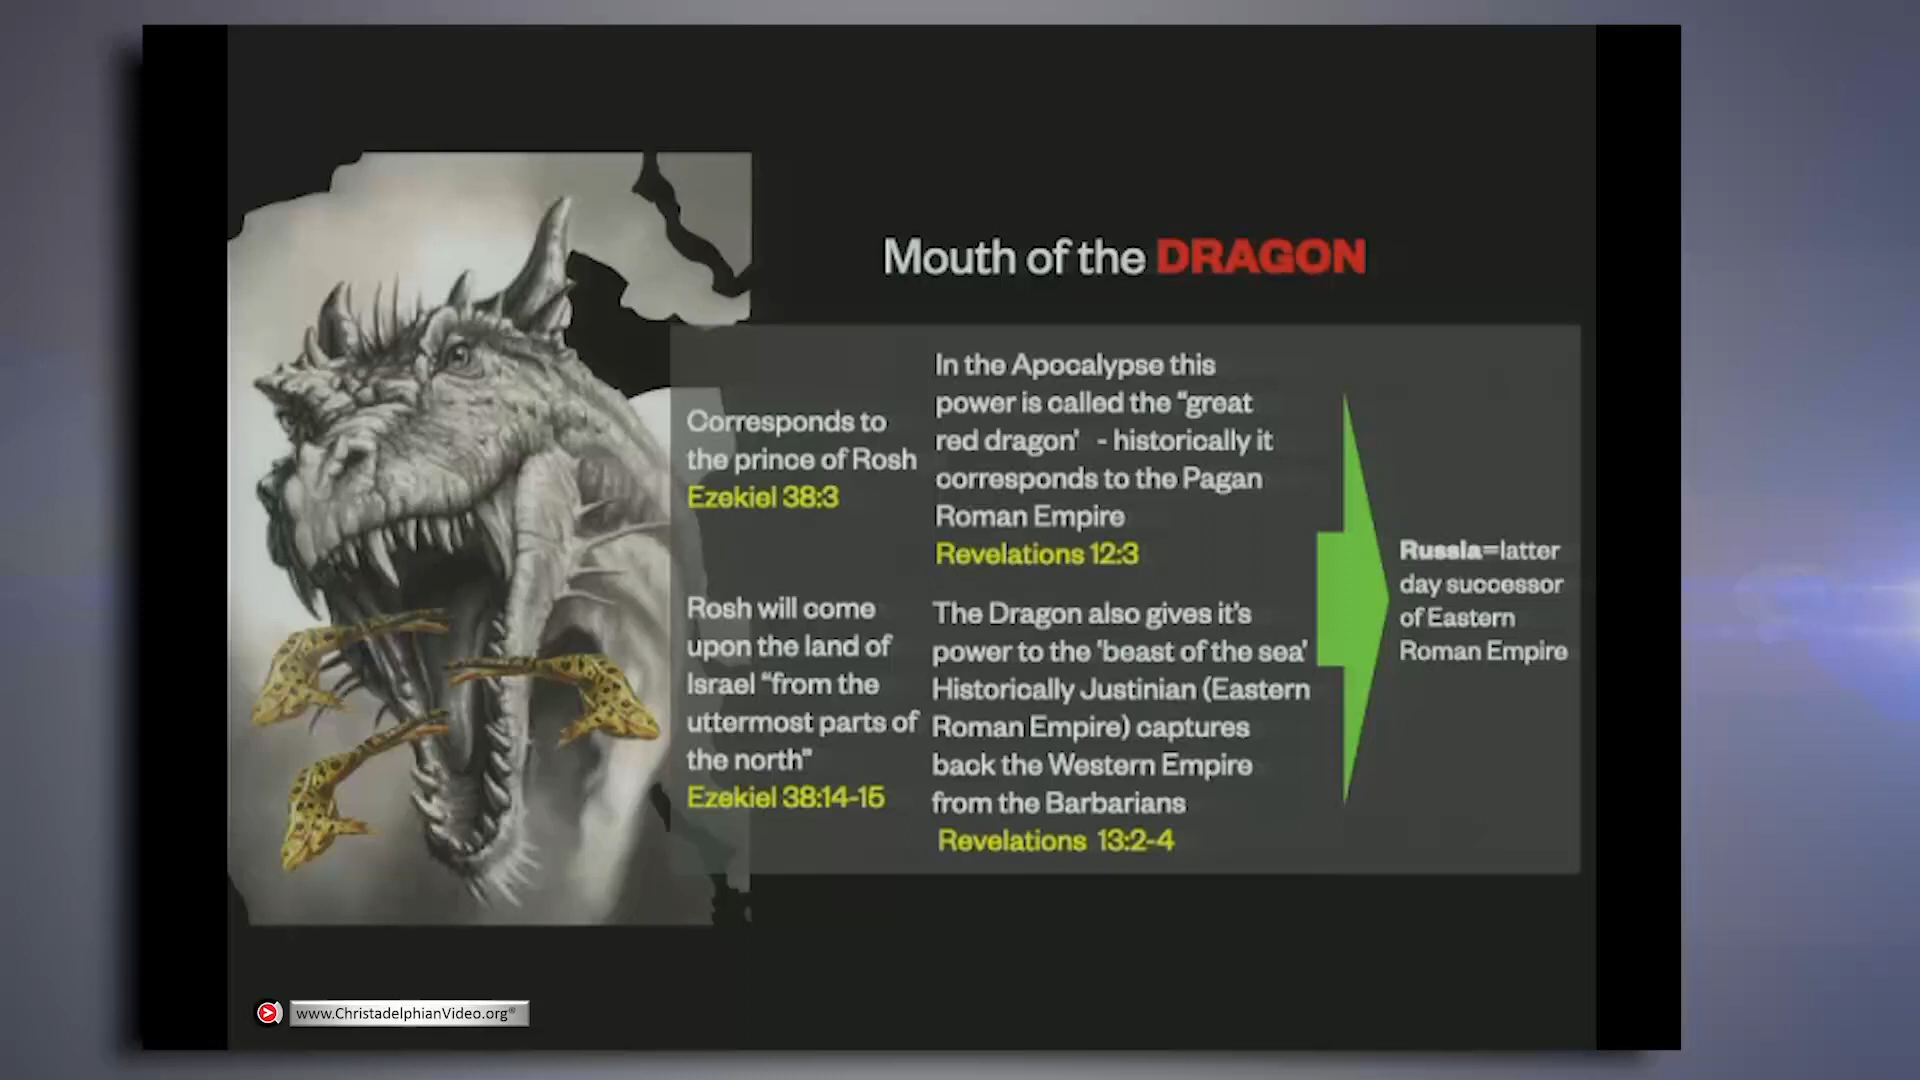 Mouth of the DRAGON
Corresponds to
the prince of Rosh
Ezekiel 38:3
Rosh will come
upon the land of
Israel “from the
uttermost parts of
the north”
Ezekiel 38:14-15
In the Apocalypse this
power is called the “great
red dragon’ - historically it
corresponds to the Pagan
Roman Empire
Revelations 12:3
The Dragon also gives it’s
power to the ‘beast of the sea’
Historically Justinian (Eastern
Roman Empire) captures
back the Western Empire
from the Barbarians
Revelations 13:2-4
Russia=latter
day successor
of Eastern
Roman Empire
www.ChristadelphianVideo.org®